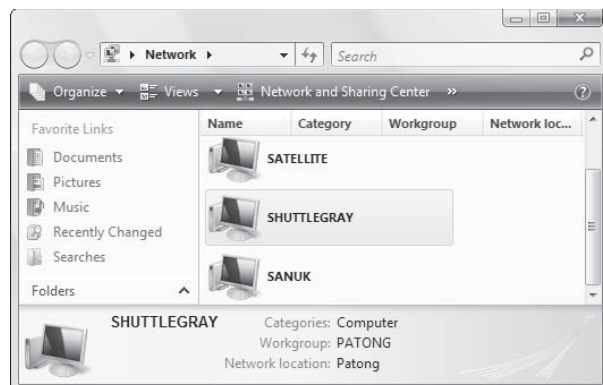 Network
Search
Organize Views Network and Sharing Center »
Favorite Links
Documents
Pictures
Music
Recently Changed
Searches
Folders
Name Category Workgroup Network loc...
SATELLITE
SHUTTLEGRAY
SANUK
SHUTTLEGRAY
Categories: Computer
Workgroup: PATONG
Network location: Patong